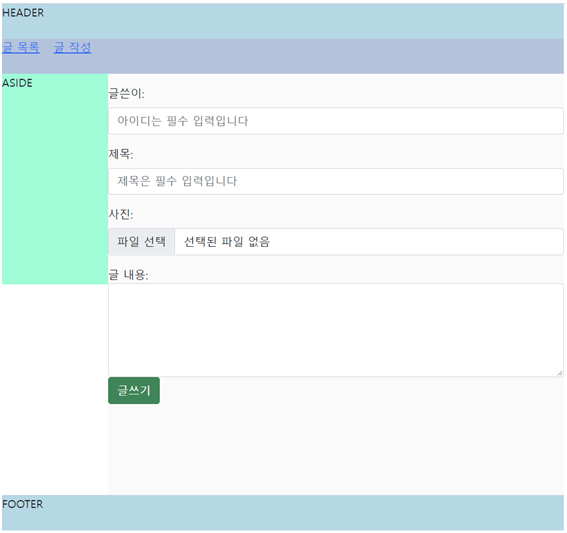 HEADER
글 목록 글 작성
ASIDE
글쓴이:
아이디는 필수 입력입니다
제목:
제목은 필수 입력입니다
사진:
파일 선택 선택된 파일 없음
글 내용:
글쓰기
FOOTER